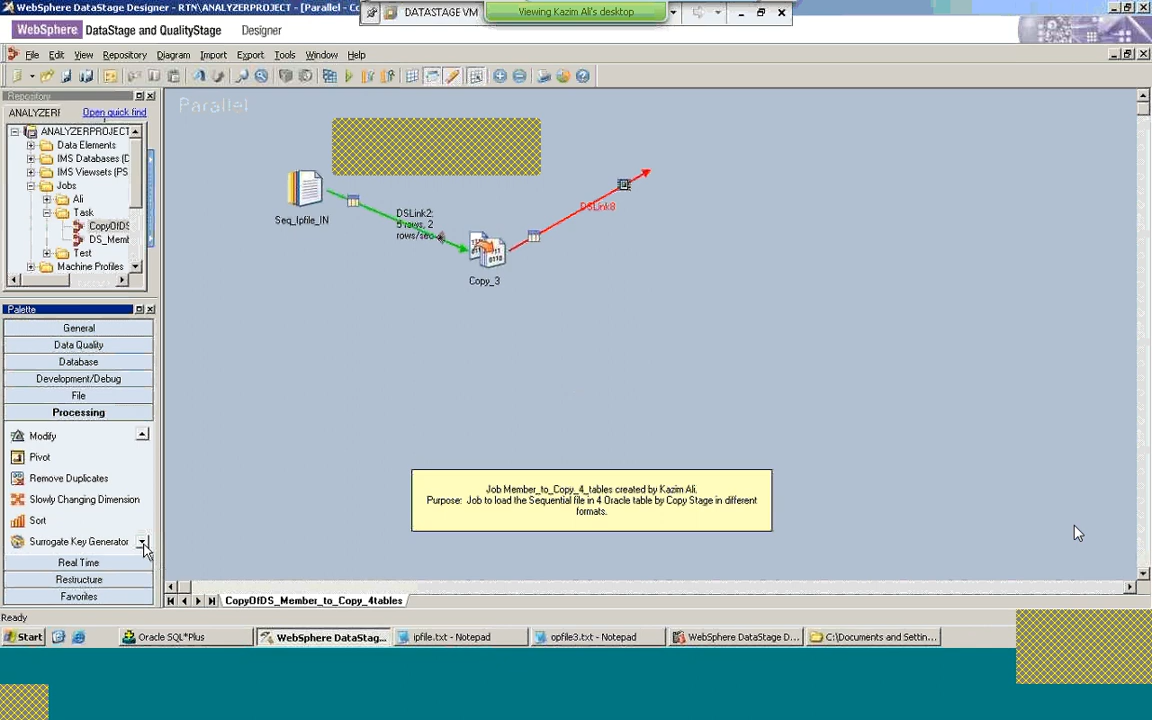 WebSphere DataStage Designer - RTN\ANALYZERPROJECT - [Parallel - Co
DATASTAGE VM
Viewing Kazim Ali's desktop
WebSphere DataStage and QualityStage Designer
File Edit View Repository Diagram Import Export Tools Window Help
Repository
ANALYZERI Open quick find
ANALYZERPROJECT
Data Elements
IMS Databases (D
IMS Viewsets (PS
Jobs
Ali
Task
CopyOfDS
DS_Memb
Test
Machine Profiles
Parallel
Seq_Ipfile_IN
DSLink2:
5 rows, 2
rows/sec
DSLink8
Copy_3
Palette
General
Data Quality
Database
Development/Debug
File
Processing
Modify
Pivot
Remove Duplicates
Slowly Changing Dimension
Sort
Surrogate Key Generator
Real Time
Restructure
Favorites
Job Member_to_Copy_4_tables created by Kazim Ali.
Purpose: Job to load the Sequential file in 4 Oracle table by Copy Stage in different
formats.
CopyOfDS_Member_to_Copy_4tables
Ready
Start Oracle SQL*Plus WebSphere DataStag... ipfile.txt - Notepad opfile3.txt - Notepad WebSphere DataStage D... C:\Documents and Settin...